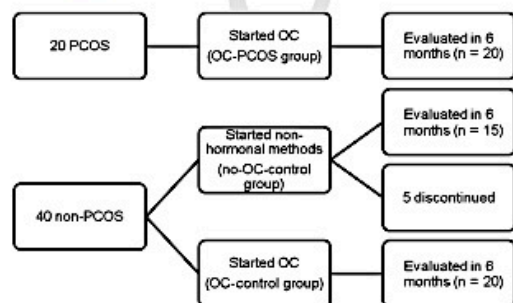 20 PCOS
Started OC
(OC-PCOS group)
Evaluated in 6
months (n = 20)
40 non-PCOS
Started non-
hormonal methods
(no-OC-control
group)
Evaluated in 6
months (n = 15)
5 discontinued
Started OC
(OC-control group)
Evaluated in 6
months (n = 20)